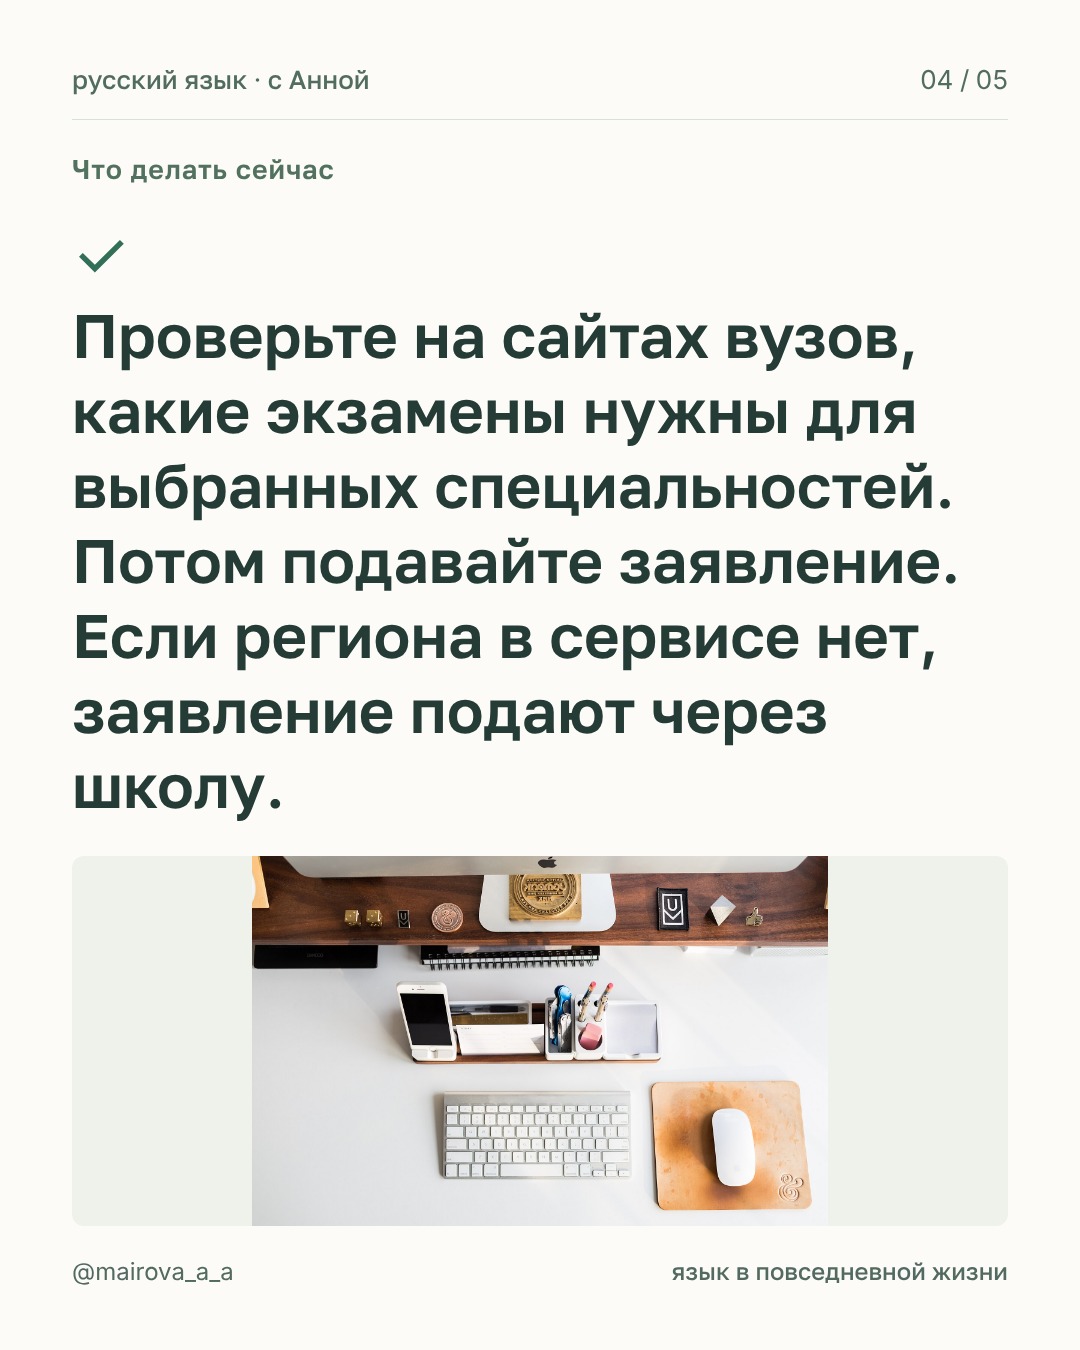 русский язык · с Анной
04 / 05
Что делать сейчас
Проверьте на сайтах вузов,
какие экзамены нужны для
выбранных специальностей.
Потом подавайте заявление.
Если региона в сервисе нет,
заявление подают через
школу.
@mairova_a_a
язык в повседневной жизни